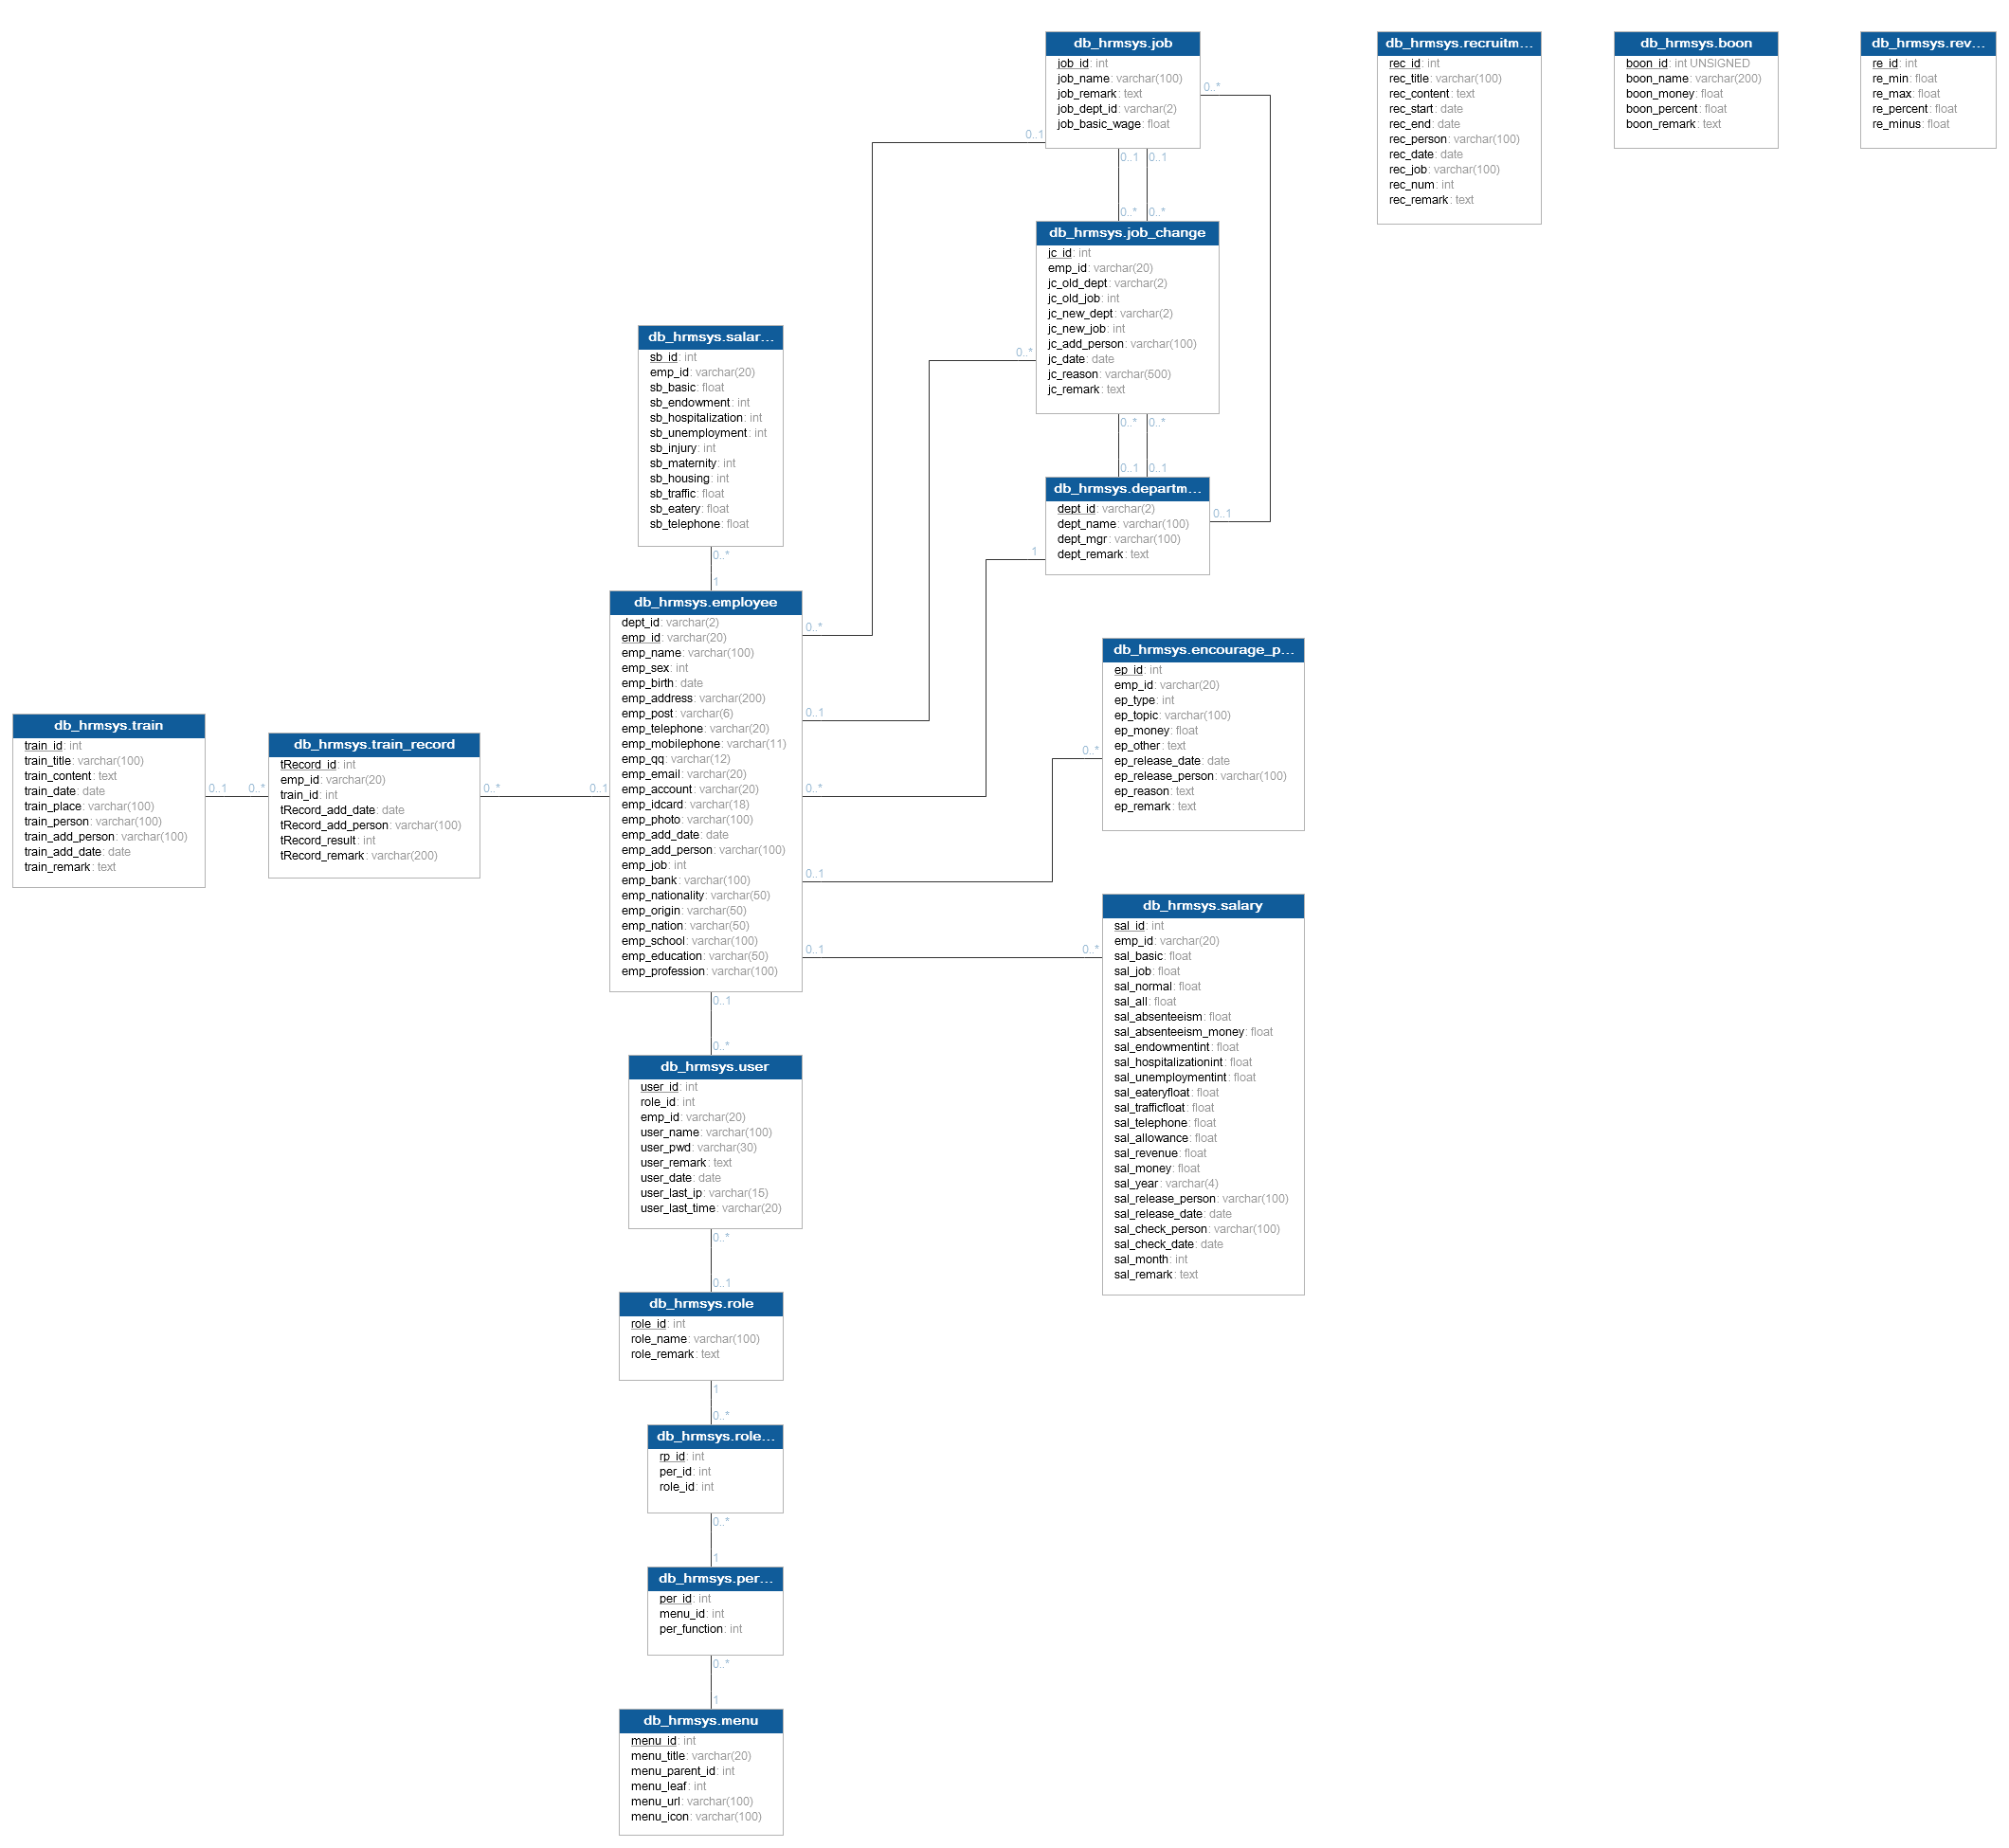 db_hrmsys.job
job_id: int
job_name: varchar(100)
job_remark: text
job_dept_id: varchar(2)
job_basic_wage: float
db_hrmsys.recruitm...
rec_id: int
rec_title: varchar(100)
rec_content: text
rec_start: date
rec_end: date
rec_person: varchar(100)
rec_date: date
rec_job: varchar(100)
rec_num: int
rec_remark: text
db_hrmsys.boon
boon_id: int UNSIGNED
boon_name: varchar(200)
boon_money: float
boon_percent: float
boon_remark: text
db_hrmsys.rev...
re_id: int
re_min: float
re_max: float
re_percent: float
re_minus: float
0..*
0..1
0..1
0..1
0..*
0..*
db_hrmsys.job_change
jc_id: int
emp_id: varchar(20)
jc_old_dept: varchar(2)
jc_old_job: int
jc_new_dept: varchar(2)
jc_new_job: int
jc_add_person: varchar(100)
jc_date: date
jc_reason: varchar(500)
jc_remark: text
0..*
0..*
0..*
0..1
0..1
db_hrmsys.salar...
sb_id: int
emp_id: varchar(20)
sb_basic: float
sb_endowment: int
sb_hospitalization: int
sb_unemployment: int
sb_injury: int
sb_maternity: int
sb_housing: int
sb_traffic: float
sb_eatery: float
sb_telephone: float
0..*
1
db_hrmsys.departm...
dept_id: varchar(2)
dept_name: varchar(100)
dept_mgr: varchar(100)
dept_remark: text
0..1
1
db_hrmsys.employee
dept_id: varchar(2)
emp_id: varchar(20)
emp_name: varchar(100)
emp_sex: int
emp_birth: date
emp_address: varchar(200)
emp_post: varchar(6)
emp_telephone: varchar(20)
emp_mobilephone: varchar(11)
emp_qq: varchar(12)
emp_email: varchar(20)
emp_account: varchar(20)
emp_idcard: varchar(18)
emp_photo: varchar(100)
emp_add_date: date
emp_add_person: varchar(100)
emp_job: int
emp_bank: varchar(100)
emp_nationality: varchar(50)
emp_origin: varchar(50)
emp_nation: varchar(50)
emp_school: varchar(100)
emp_education: varchar(50)
emp_profession: varchar(100)
0..*
0..1
0..*
0..1
0..1
db_hrmsys.encourage_p...
ep_id: int
emp_id: varchar(20)
ep_type: int
ep_topic: varchar(100)
ep_money: float
ep_other: text
ep_release_date: date
ep_release_person: varchar(100)
ep_reason: text
ep_remark: text
0..*
db_hrmsys.train
train_id: int
train_title: varchar(100)
train_content: text
train_date: date
train_place: varchar(100)
train_person: varchar(100)
train_add_person: varchar(100)
train_add_date: date
train_remark: text
0..1
0..*
db_hrmsys.train_record
tRecord_id: int
emp_id: varchar(20)
train_id: int
tRecord_add_date: date
tRecord_add_person: varchar(100)
tRecord_result: int
tRecord_remark: varchar(200)
0..*
0..1
db_hrmsys.salary
sal_id: int
emp_id: varchar(20)
sal_basic: float
sal_job: float
sal_normal: float
sal_all: float
sal_absenteeism: float
sal_absenteeism_money: float
sal_endowmentint: float
sal_hospitalizationint: float
sal_unemploymentint: float
sal_eateryfloat: float
sal_trafficfloat: float
sal_telephone: float
sal_allowance: float
sal_revenue: float
sal_money: float
sal_year: varchar(4)
sal_release_person: varchar(100)
sal_release_date: date
sal_check_person: varchar(100)
sal_check_date: date
sal_month: int
sal_remark: text
0..*
0..1
0..*
db_hrmsys.user
user_id: int
role_id: int
emp_id: varchar(20)
user_name: varchar(100)
user_pwd: varchar(30)
user_remark: text
user_date: date
user_last_ip: varchar(15)
user_last_time: varchar(20)
0..*
0..1
db_hrmsys.role
role_id: int
role_name: varchar(100)
role_remark: text
1
0..*
db_hrmsys.role...
rp_id: int
per_id: int
role_id: int
0..*
1
db_hrmsys.per...
per_id: int
menu_id: int
per_function: int
0..*
1
db_hrmsys.menu
menu_id: int
menu_title: varchar(20)
menu_parent_id: int
menu_leaf: int
menu_url: varchar(100)
menu_icon: varchar(100)